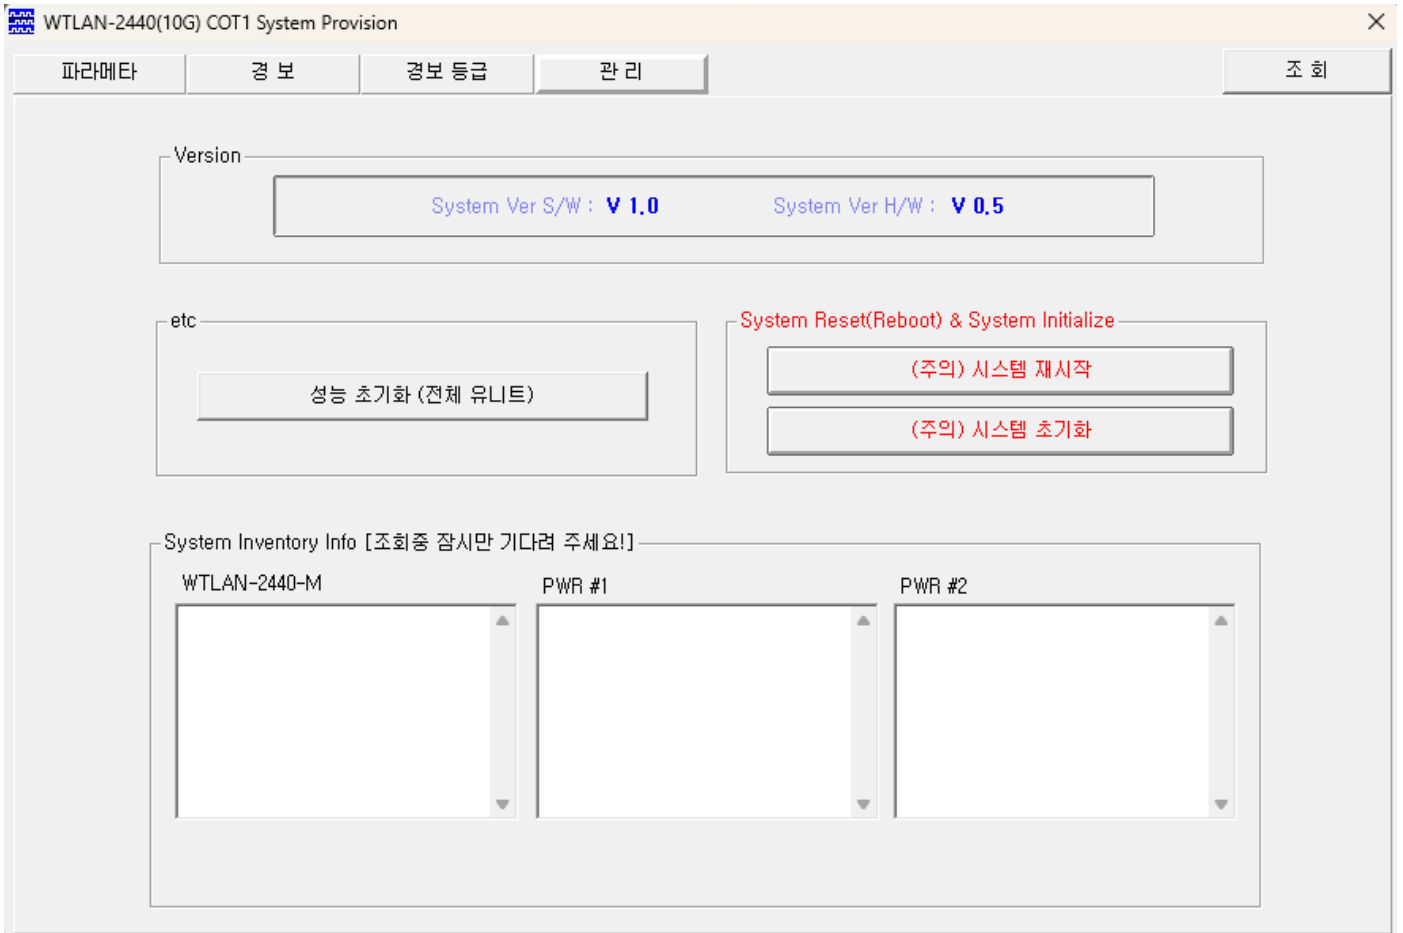 WTLAN-2440(10G) COT1 System Provision
파라메타 경 보 경보 등급 관 리 조 회
Version
System Ver S/W : V 1.0 System Ver H/W : V 0.5
etc
성능 초기화 (전체 유니트)
System Reset(Reboot) & System Initialize
(주의) 시스템 재시작
(주의) 시스템 초기화
System Inventory Info [조회중 잠시만 기다려 주세요!]
WTLAN-2440-M PWR #1 PWR #2